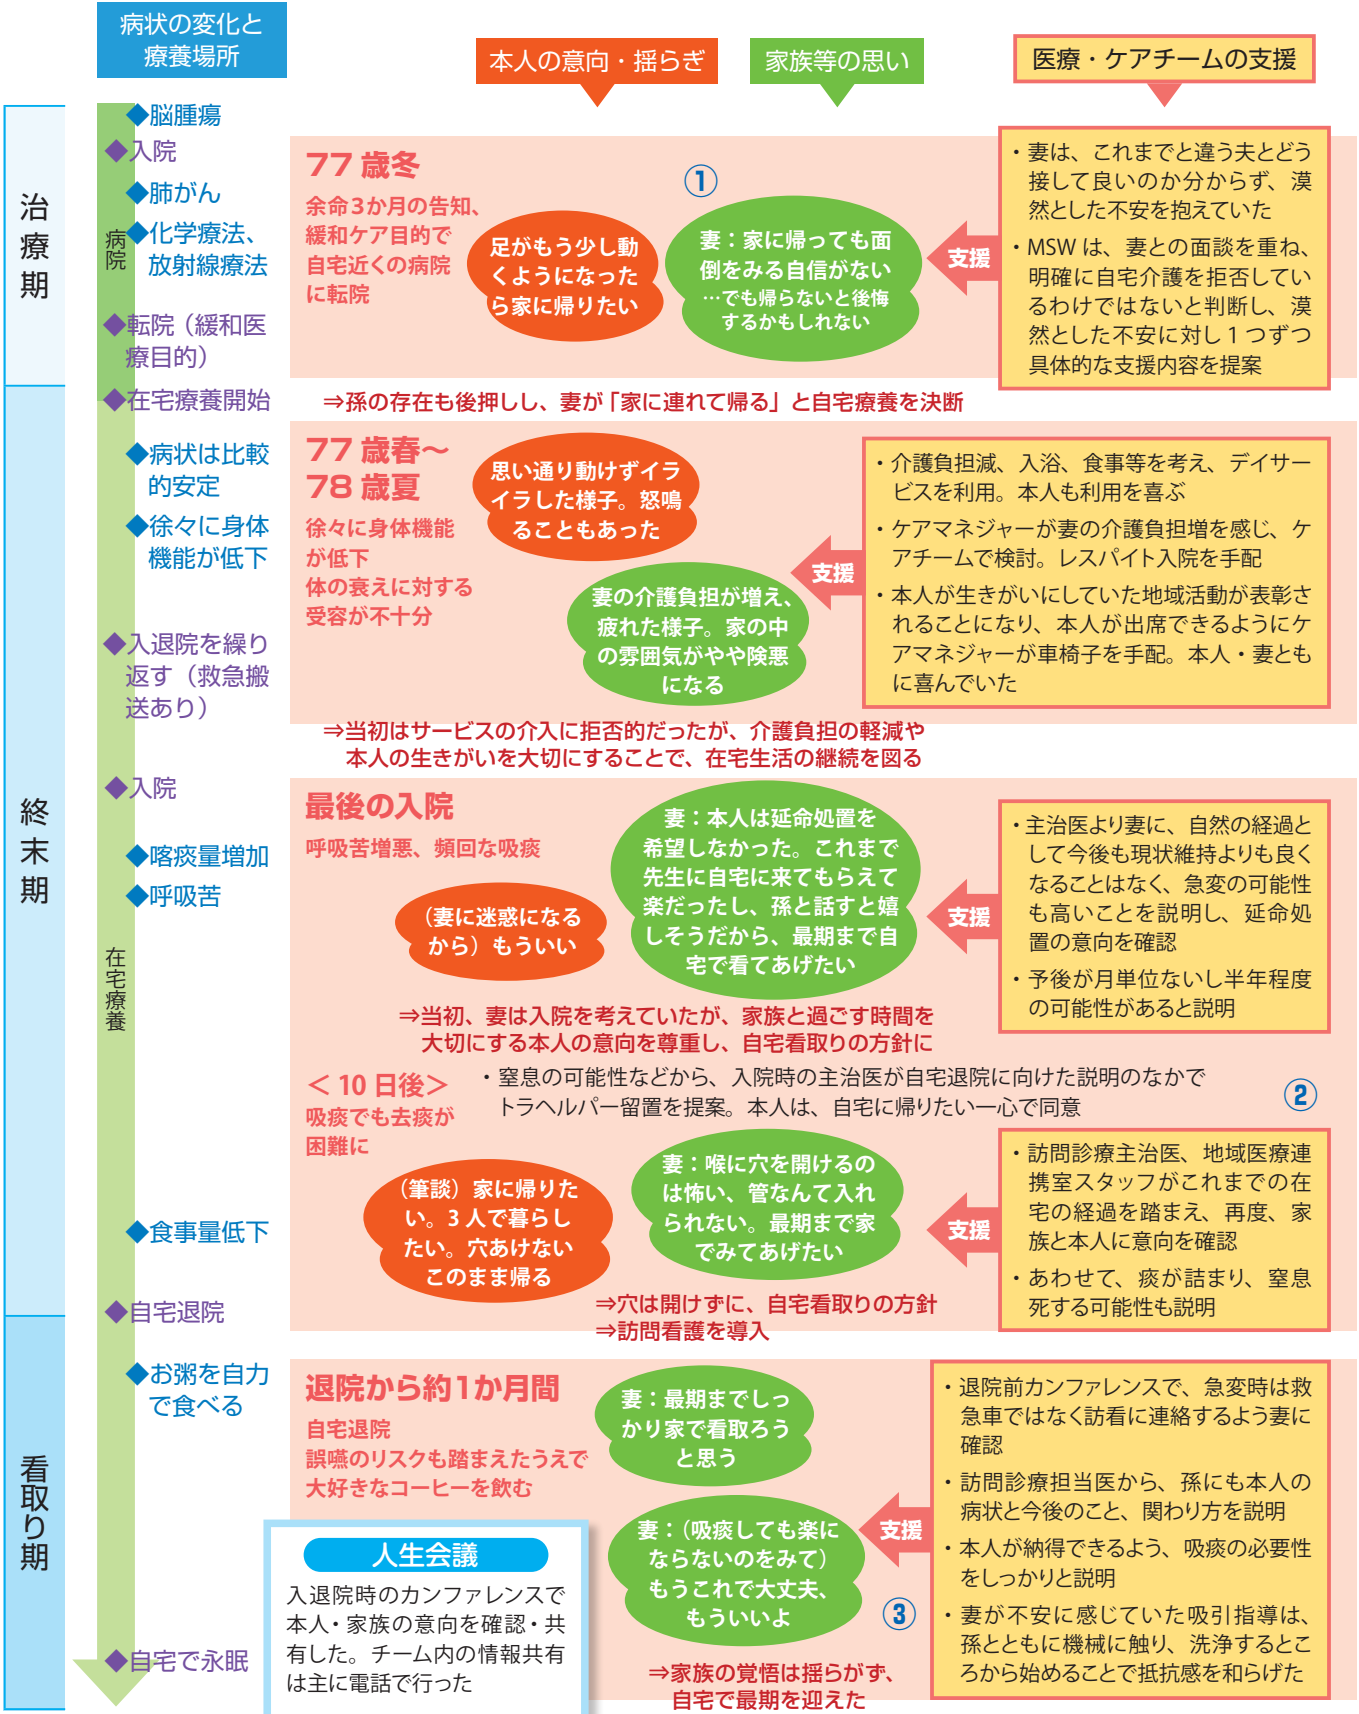 病状の変化と
療養場所
本人の意向・揺らぎ
家族等の思い
医療・ケアチームの支援
治療期
病院
◆脳腫瘍
◆入院
◆肺がん
◆化学療法、
放射線療法
◆転院（緩和医
療目的）
77歳冬
余命3か月の告知、
緩和ケア目的で
自宅近くの病院
に転院
足がもう少し動
くようになった
ら家に帰りたい
①
妻：家に帰っても面
倒をみる自信がない
…でも帰らないと後悔
するかもしれない
支援
・妻は、これまでと違う夫とどう
接して良いのか分からず、漠
然とした不安を抱えていた
・MSWは、妻との面談を重ね、
明確に自宅介護を拒否してい
るわけではないと判断し、漠
然とした不安に対し1つずつ
具体的な支援内容を提案
終末期
在宅療養
◆在宅療養開始
⇒孫の存在も後押しし、妻が「家に連れて帰る」と自宅療養を決断
◆病状は比較
的安定
◆徐々に身体
機能が低下
◆入退院を繰り
返す（救急搬
送あり）
77歳春～
78歳夏
徐々に身体機能
が低下
体の衰えに対する
受容が不十分
思い通り動けずイラ
イラした様子。怒鳴
ることもあった
妻の介護負担が増え、
疲れた様子。家の中
の雰囲気がやや険悪
になる
支援
・介護負担減、入浴、食事等を考え、デイサー
ビスを利用。本人も利用を喜ぶ
・ケアマネジャーが妻の介護負担増を感じ、ケ
アチームで検討。レスパイト入院を手配
・本人が生きがいにしていた地域活動が表彰さ
れることになり、本人が出席できるようにケ
アマネジャーが車椅子を手配。本人・妻とも
に喜んでいた
⇒当初はサービスの介入に拒否的だったが、介護負担の軽減や
本人の生きがいを大切にすることで、在宅生活の継続を図る
◆入院
◆喀痰量増加
◆呼吸苦
最後の入院
呼吸苦増悪、頻回な吸痰
（妻に迷惑になる
から）もういい
妻：本人は延命処置を
希望しなかった。これまで
先生に自宅に来てもらえて
楽だったし、孫と話すと嬉
しそうだから、最期まで自
宅で看てあげたい
支援
・主治医より妻に、自然の経過と
して今後も現状維持よりも良く
なることはなく、急変の可能性
も高いことを説明し、延命処
置の意向を確認
・予後が月単位ないし半年程度
の可能性があると説明
⇒当初、妻は入院を考えていたが、家族と過ごす時間を
大切にする本人の意向を尊重し、自宅看取りの方針に
＜10日後＞
吸痰でも去痰が
困難に
・窒息の可能性などから、入院時の主治医が自宅退院に向けた説明のなかで
トラヘルパー留置を提案。本人は、自宅に帰りたい一心で同意
②
◆食事量低下
（筆談）家に帰りた
い。3人で暮らし
たい。穴あけない
このまま帰る
妻：喉に穴を開けるの
は怖い、管なんて入れ
られない。最期まで家
でみてあげたい
支援
・訪問診療主治医、地域医療連
携室スタッフがこれまでの在
宅の経過を踏まえ、再度、家
族と本人に意向を確認
・あわせて、痰が詰まり、窒息
死する可能性も説明
◆自宅退院
⇒穴は開けずに、自宅看取りの方針
⇒訪問看護を導入
看取り期
◆お粥を自力
で食べる
◆自宅で永眠
退院から約1か月間
自宅退院
誤嚥のリスクも踏まえたうえで
大好きなコーヒーを飲む
妻：最期までしっ
かり家で看取ろう
と思う
妻：（吸痰しても楽に
ならないのをみて）
もうこれで大丈夫、
もういいよ
③
支援
・退院前カンファレンスで、急変時は救
急車ではなく訪看に連絡するよう妻に
確認
・訪問診療担当医から、孫にも本人の
病状と今後のこと、関わり方を説明
・本人が納得できるよう、吸痰の必要性
をしっかりと説明
・妻が不安に感じていた吸引指導は、
孫とともに機械に触り、洗浄するとこ
ろから始めることで抵抗感を和らげた
人生会議
入退院時のカンファレンスで
本人・家族の意向を確認・共
有した。チーム内の情報共有
は主に電話で行った
⇒家族の覚悟は揺らがず、
自宅で最期を迎えた